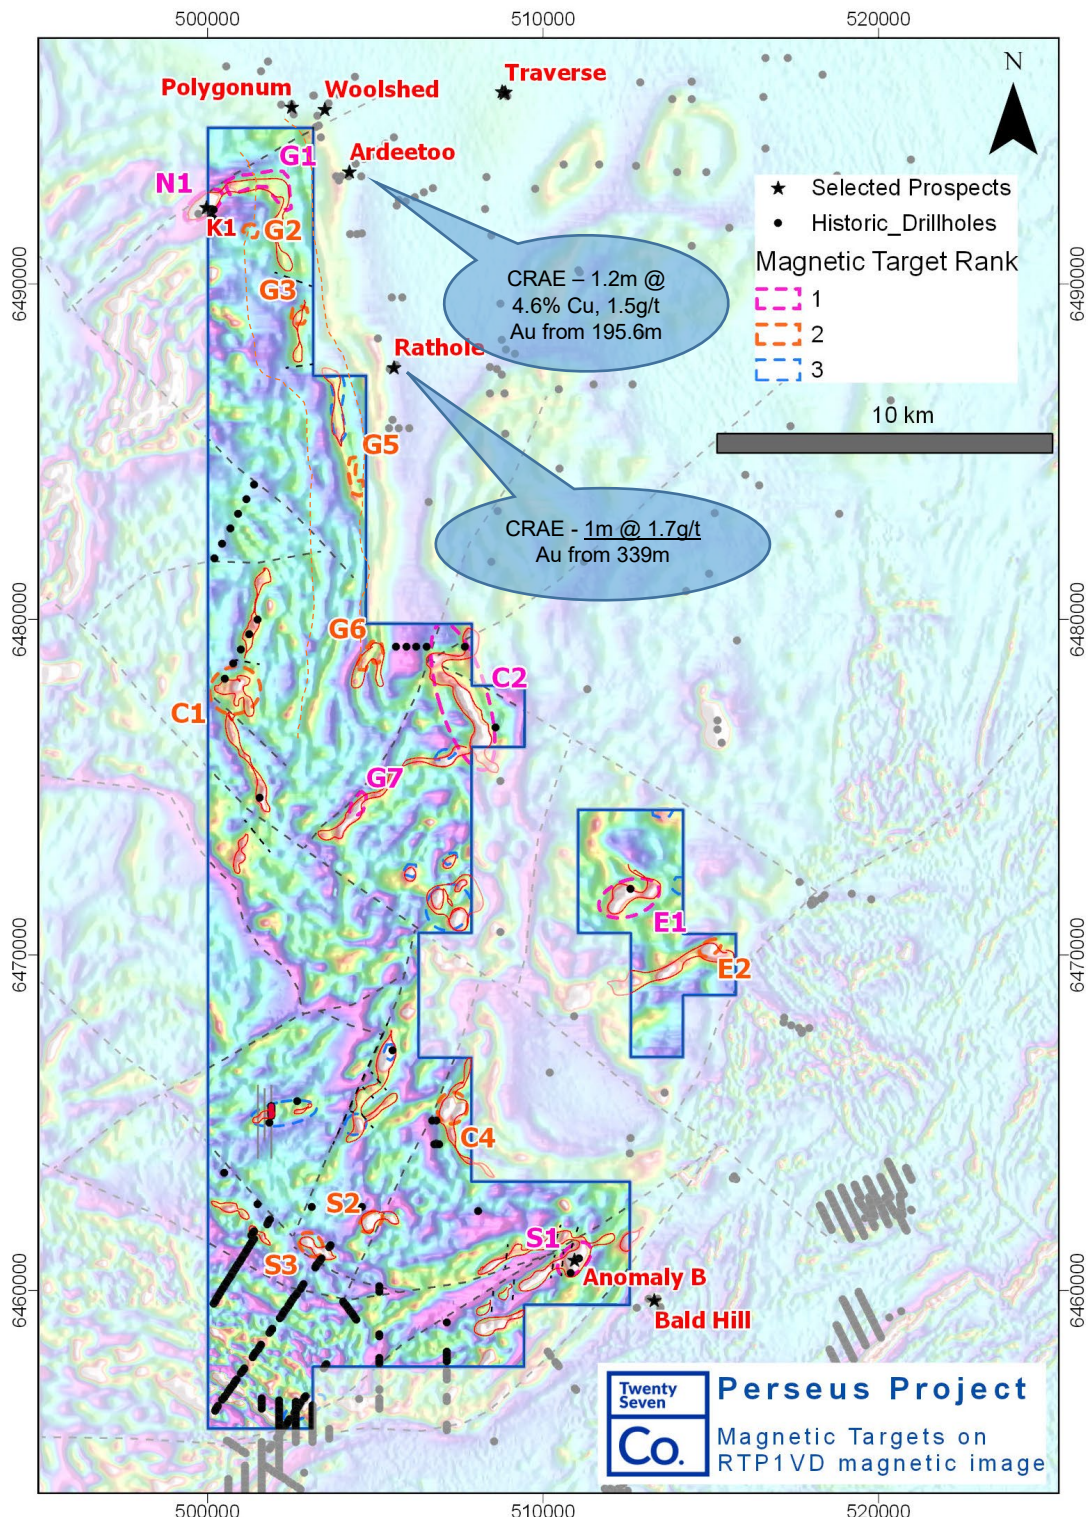 500000
510000
520000
N
Traverse
Polygonum
Woolshed
Ardeetoo
G1
N1
K1
G2
G3
Selected Prospects
Historic_Drillholes
Magnetic Target Rank
1
2
3
10 km
CRAE – 1.2m @
4.6% Cu, 1.5g/t
Au from 195.6m
Rathole
G5
CRAE - 1m @ 1.7g/t
Au from 339m
G6
C2
C1
G7
E1
E2
C4
S2
S3
S1
Anomaly B
Bald Hill
6490000
6480000
6470000
6460000
6490000
6480000
6470000
6460000
Twenty
Seven
Co.
Perseus Project
Magnetic Targets on
RTP1VD magnetic image
500000
510000
520000